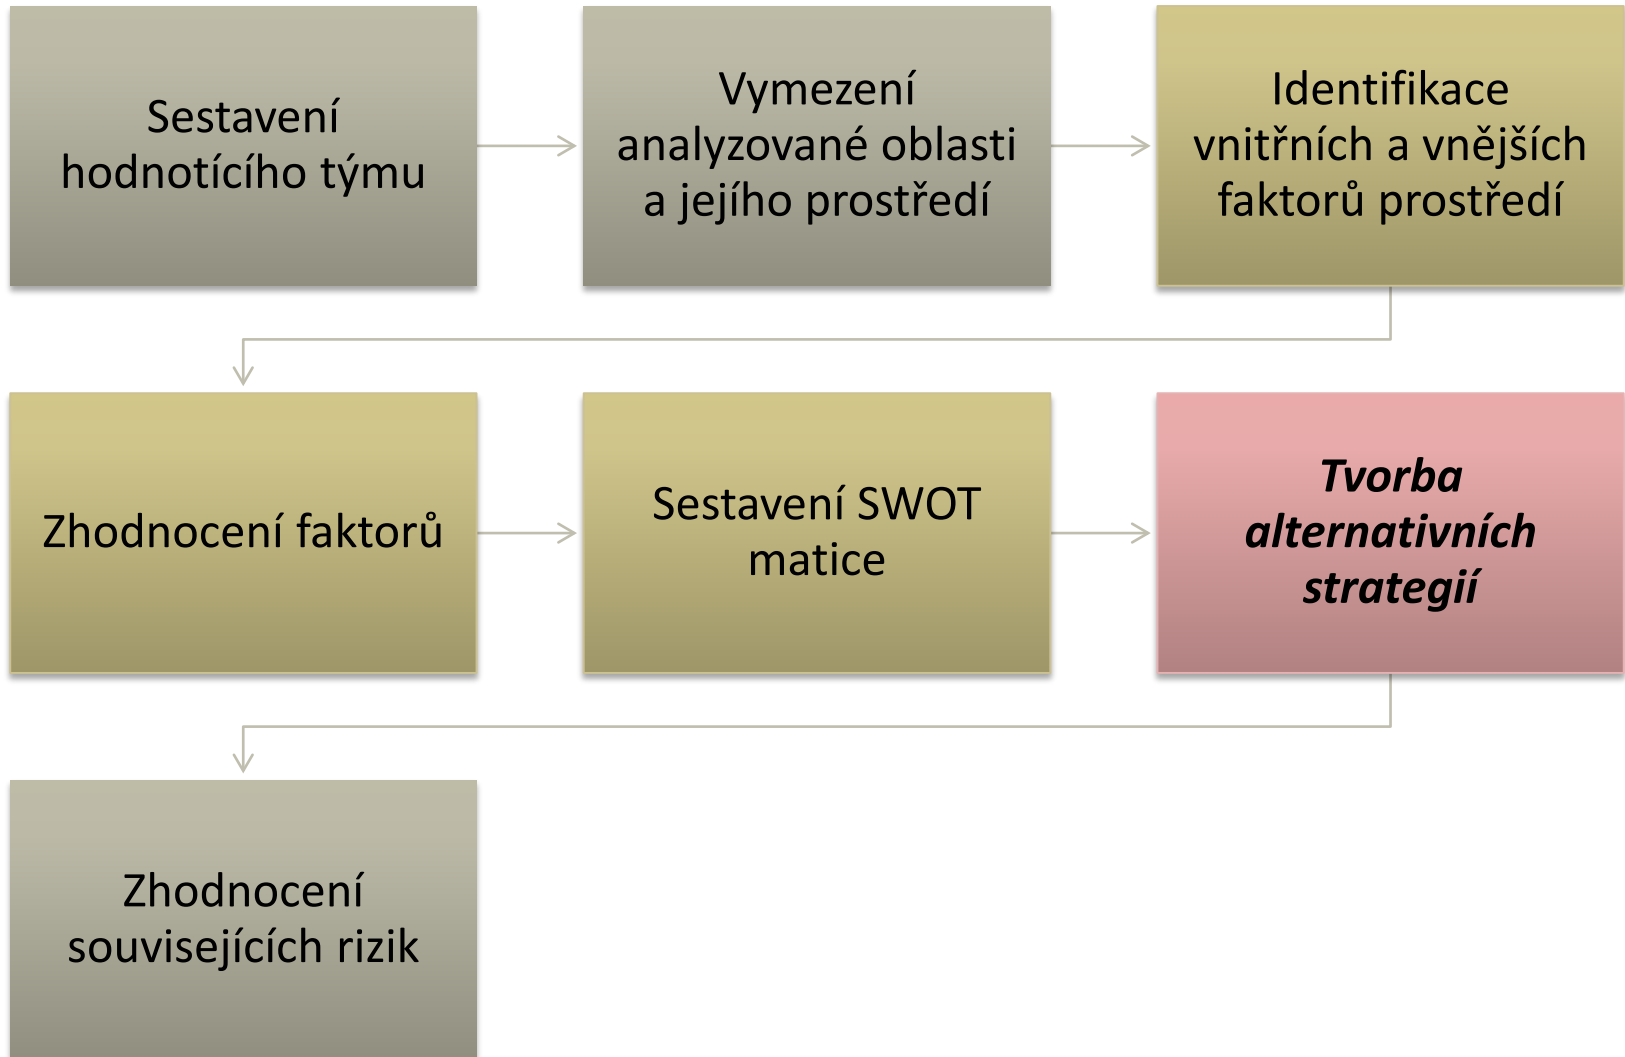 Sestavení
hodnotícího týmu
Vymezení
analyzované oblasti
a jejího prostředí
Identifikace
vnitřních a vnějších
faktorů prostředí
Zhodnocení faktorů
Sestavení SWOT
matice
Tvorba
alternativních
strategií
Zhodnocení
souvisejících rizik